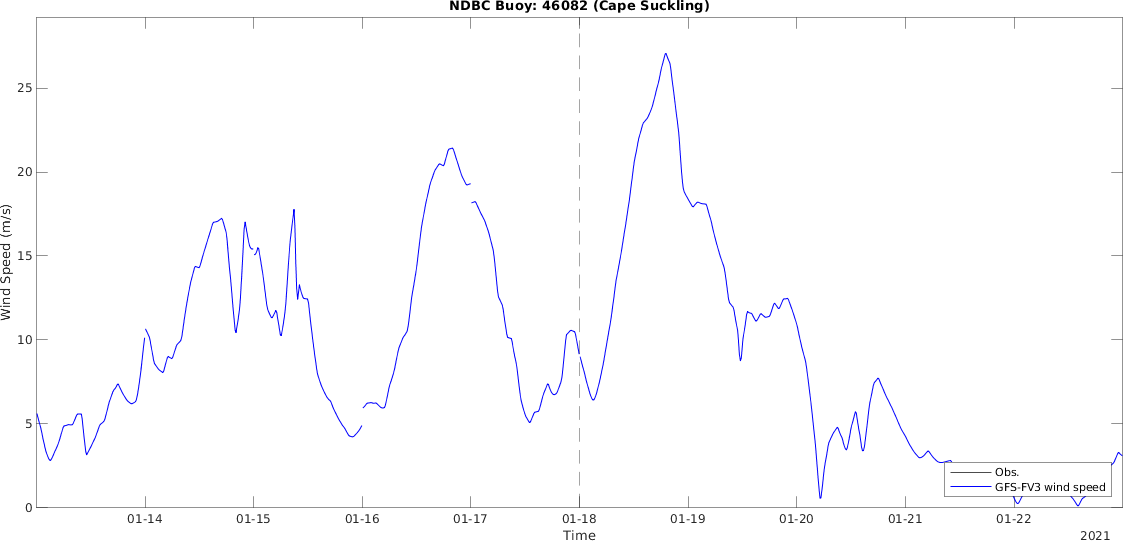 NDBC Buoy: 46082 (Cape Suckling)
Wind Speed (m/s)
25
20
15
10
5
0
Obs.
GFS-FV3 wind speed
01-14 01-15 01-16 01-17 01-18 01-19 01-20 01-21 01-22
Time
2021